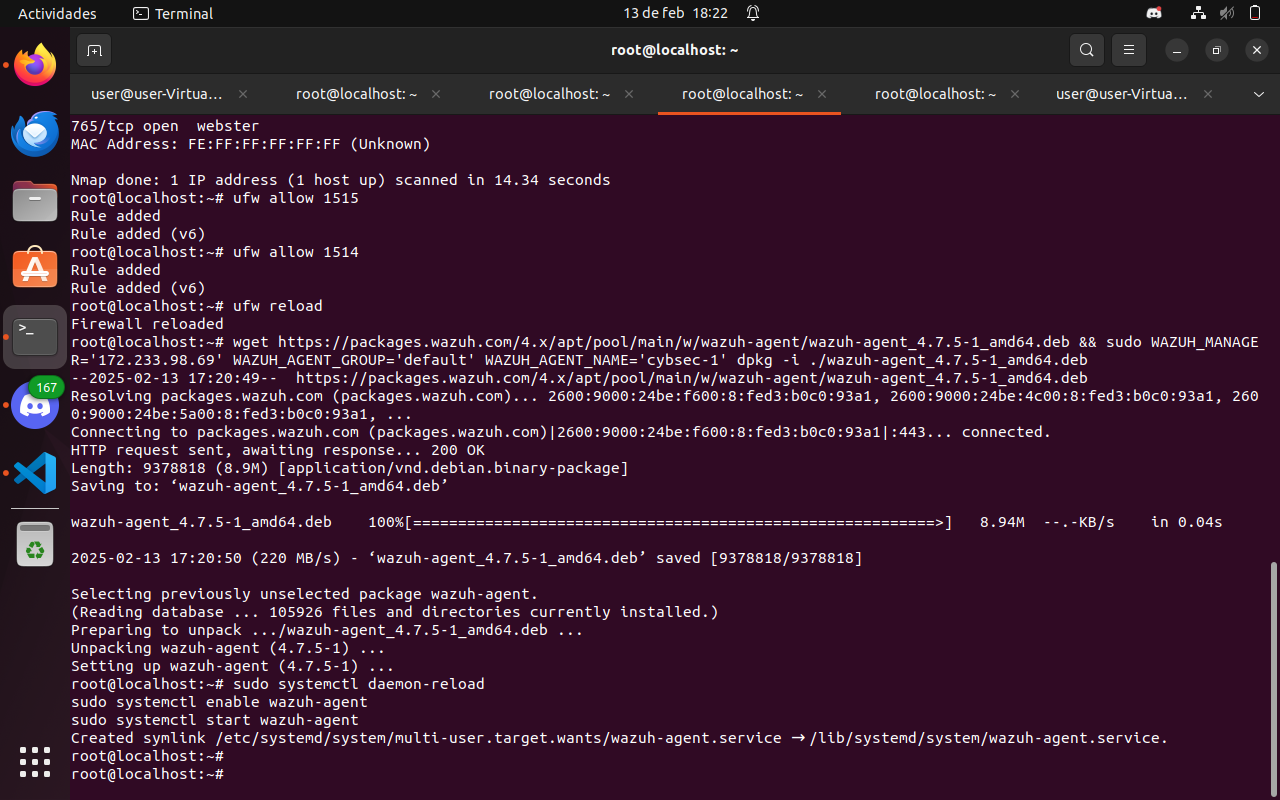 Actividades
Terminal
13 de feb 18:22
root@localhost: ~
user@user-Virtua…
root@localhost: ~
root@localhost: ~
root@localhost: ~
root@localhost: ~
user@user-Virtua…
765/tcp open  webster
MAC Address: FE:FF:FF:FF:FF:FF (Unknown)
Nmap done: 1 IP address (1 host up) scanned in 14.34 seconds
root@localhost:~# ufw allow 1515
Rule added
Rule added (v6)
root@localhost:~# ufw allow 1514
Rule added
Rule added (v6)
root@localhost:~# ufw reload
Firewall reloaded
root@localhost:~# wget https://packages.wazuh.com/4.x/apt/pool/main/w/wazuh-agent/wazuh-agent_4.7.5-1_amd64.deb && sudo WAZUH_MANAGE
R='172.233.98.69' WAZUH_AGENT_GROUP='default' WAZUH_AGENT_NAME='cybsec-1' dpkg -i ./wazuh-agent_4.7.5-1_amd64.deb
--2025-02-13 17:20:49--  https://packages.wazuh.com/4.x/apt/pool/main/w/wazuh-agent/wazuh-agent_4.7.5-1_amd64.deb
Resolving packages.wazuh.com (packages.wazuh.com)... 2600:9000:24be:f600:8:fed3:b0c0:93a1, 2600:9000:24be:4c00:8:fed3:b0c0:93a1, 260
0:9000:24be:5a00:8:fed3:b0c0:93a1, ...
Connecting to packages.wazuh.com (packages.wazuh.com)|2600:9000:24be:f600:8:fed3:b0c0:93a1|:443... connected.
HTTP request sent, awaiting response... 200 OK
Length: 9378818 (8.9M) [application/vnd.debian.binary-package]
Saving to: ‘wazuh-agent_4.7.5-1_amd64.deb’
wazuh-agent_4.7.5-1_amd64.deb    100%[==========================================================>]   8.94M  --.-KB/s    in 0.04s
2025-02-13 17:20:50 (220 MB/s) - ‘wazuh-agent_4.7.5-1_amd64.deb’ saved [9378818/9378818]
Selecting previously unselected package wazuh-agent.
(Reading database ... 105926 files and directories currently installed.)
Preparing to unpack .../wazuh-agent_4.7.5-1_amd64.deb ...
Unpacking wazuh-agent (4.7.5-1) ...
Setting up wazuh-agent (4.7.5-1) ...
root@localhost:~# sudo systemctl daemon-reload
sudo systemctl enable wazuh-agent
sudo systemctl start wazuh-agent
Created symlink /etc/systemd/system/multi-user.target.wants/wazuh-agent.service → /lib/systemd/system/wazuh-agent.service.
root@localhost:~#
root@localhost:~#
>_
167